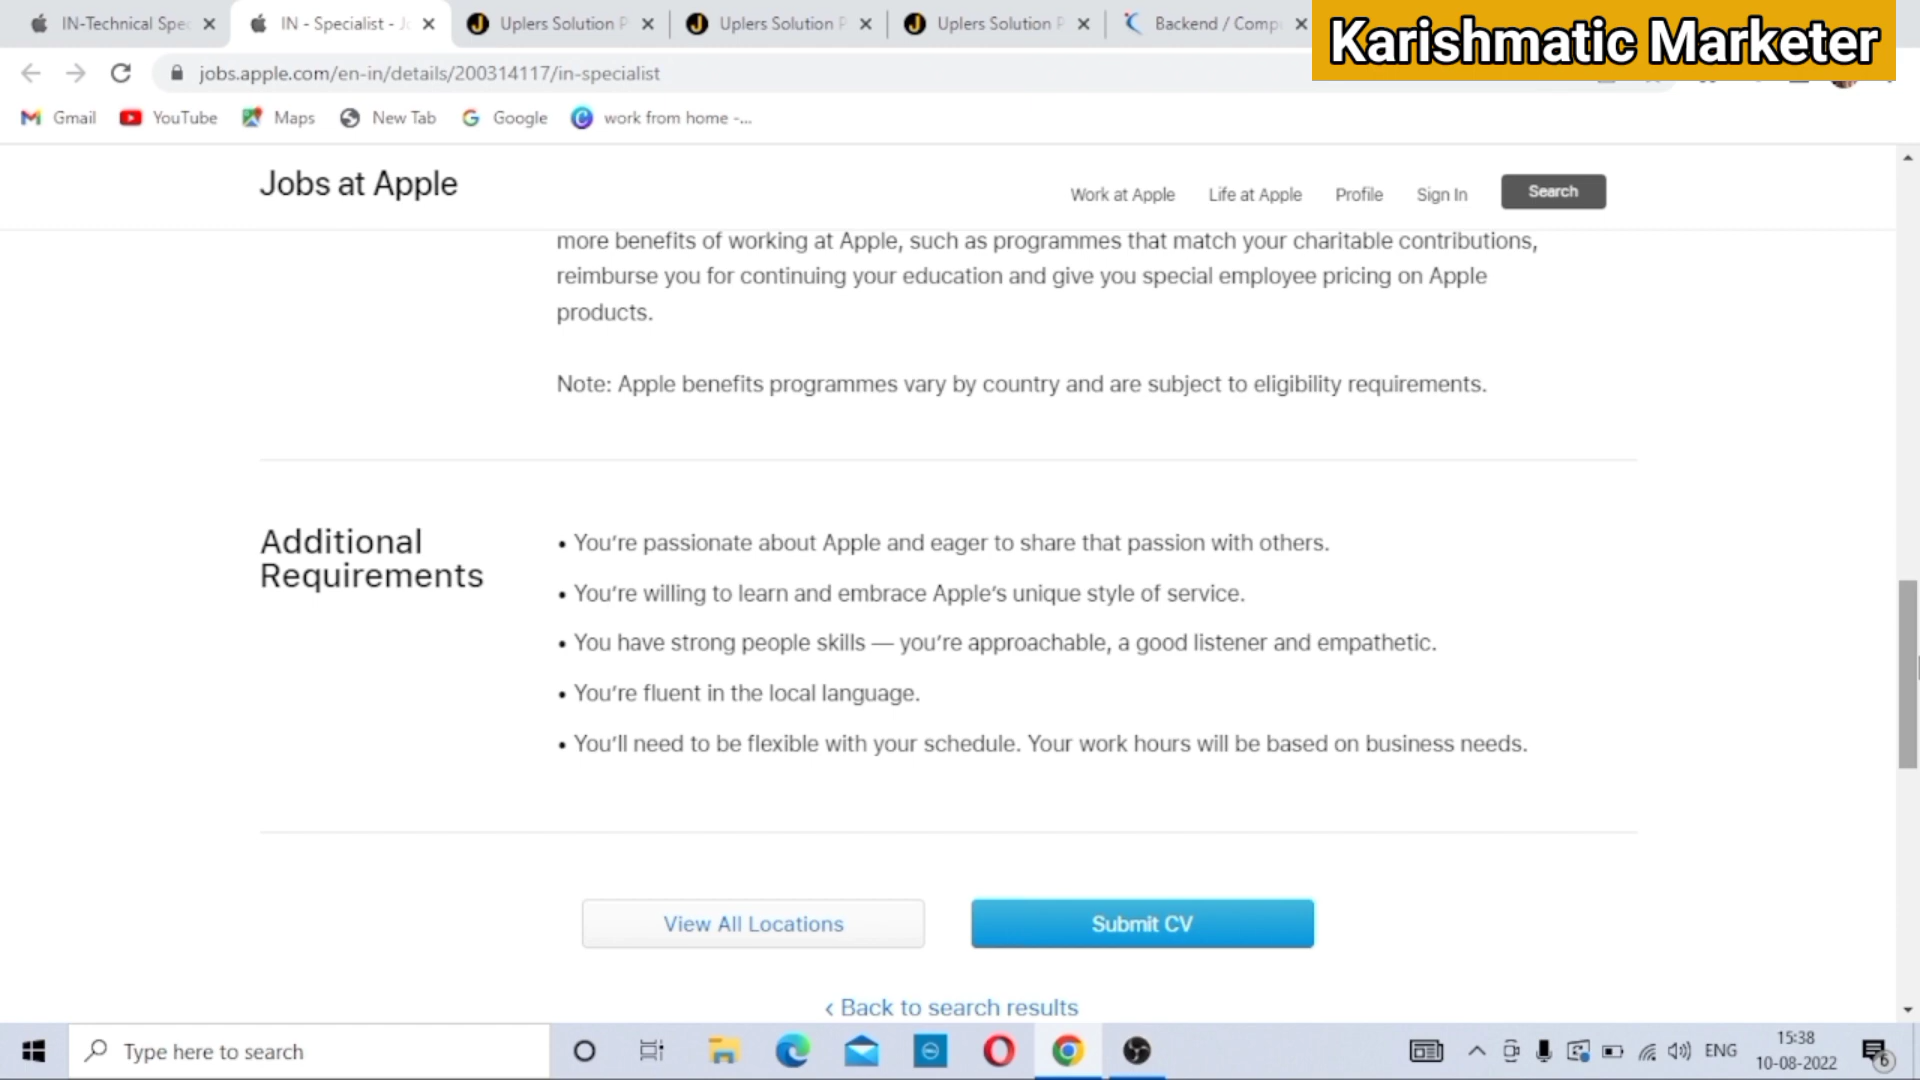 IN-Technical Spec
IN - Specialist - Jo
Uplers Solution P
Uplers Solution P
Uplers Solution P
Backend / Compu
Karishmatic Marketer
jobs.apple.com/en-in/details/200314117/in-specialist
Gmail
YouTube
Maps
New Tab
Google
work from home -...
Jobs at Apple
Work at Apple
Life at Apple
Profile
Sign In
Search
more benefits of working at Apple, such as programmes that match your charitable contributions,
reimburse you for continuing your education and give you special employee pricing on Apple
products.
Note: Apple benefits programmes vary by country and are subject to eligibility requirements.
Additional
Requirements
• You’re passionate about Apple and eager to share that passion with others.
• You’re willing to learn and embrace Apple’s unique style of service.
• You have strong people skills — you’re approachable, a good listener and empathetic.
• You’re fluent in the local language.
• You’ll need to be flexible with your schedule. Your work hours will be based on business needs.
View All Locations
Submit CV
‹ Back to search results
Type here to search
ENG
15:38
10-08-2022
6